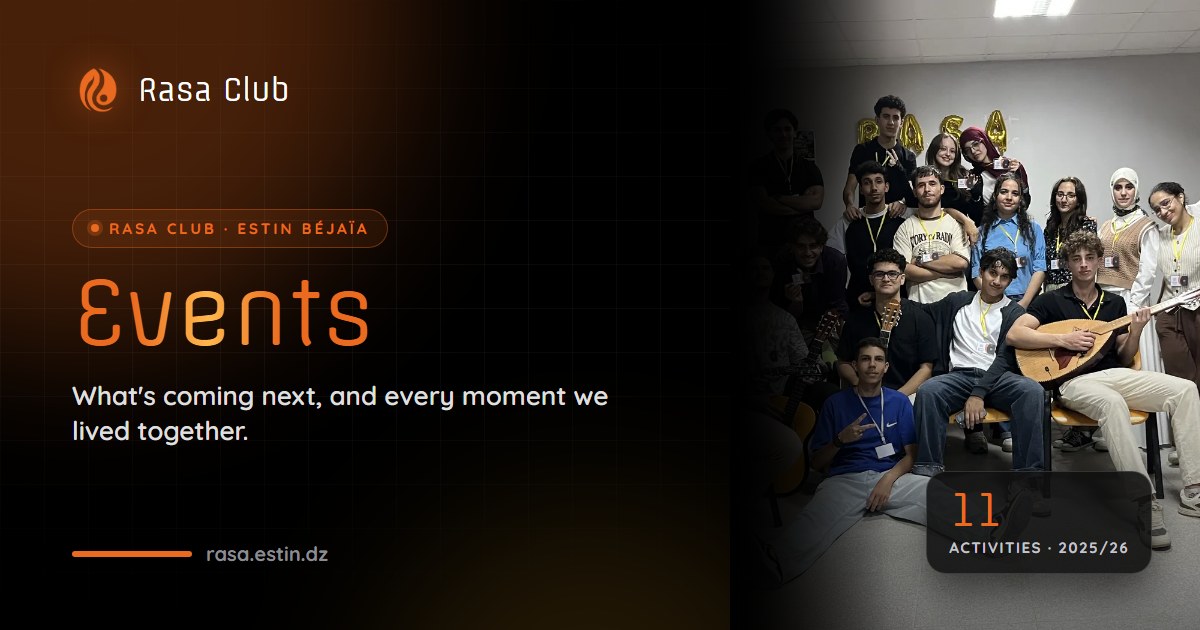 Rasa Club
RASA CLUB · ESTIN BÉJAÏA
Events
What's coming next, and every moment we
lived together.
rasa.estin.dz
RASA
11
ACTIVITIES · 2025/26